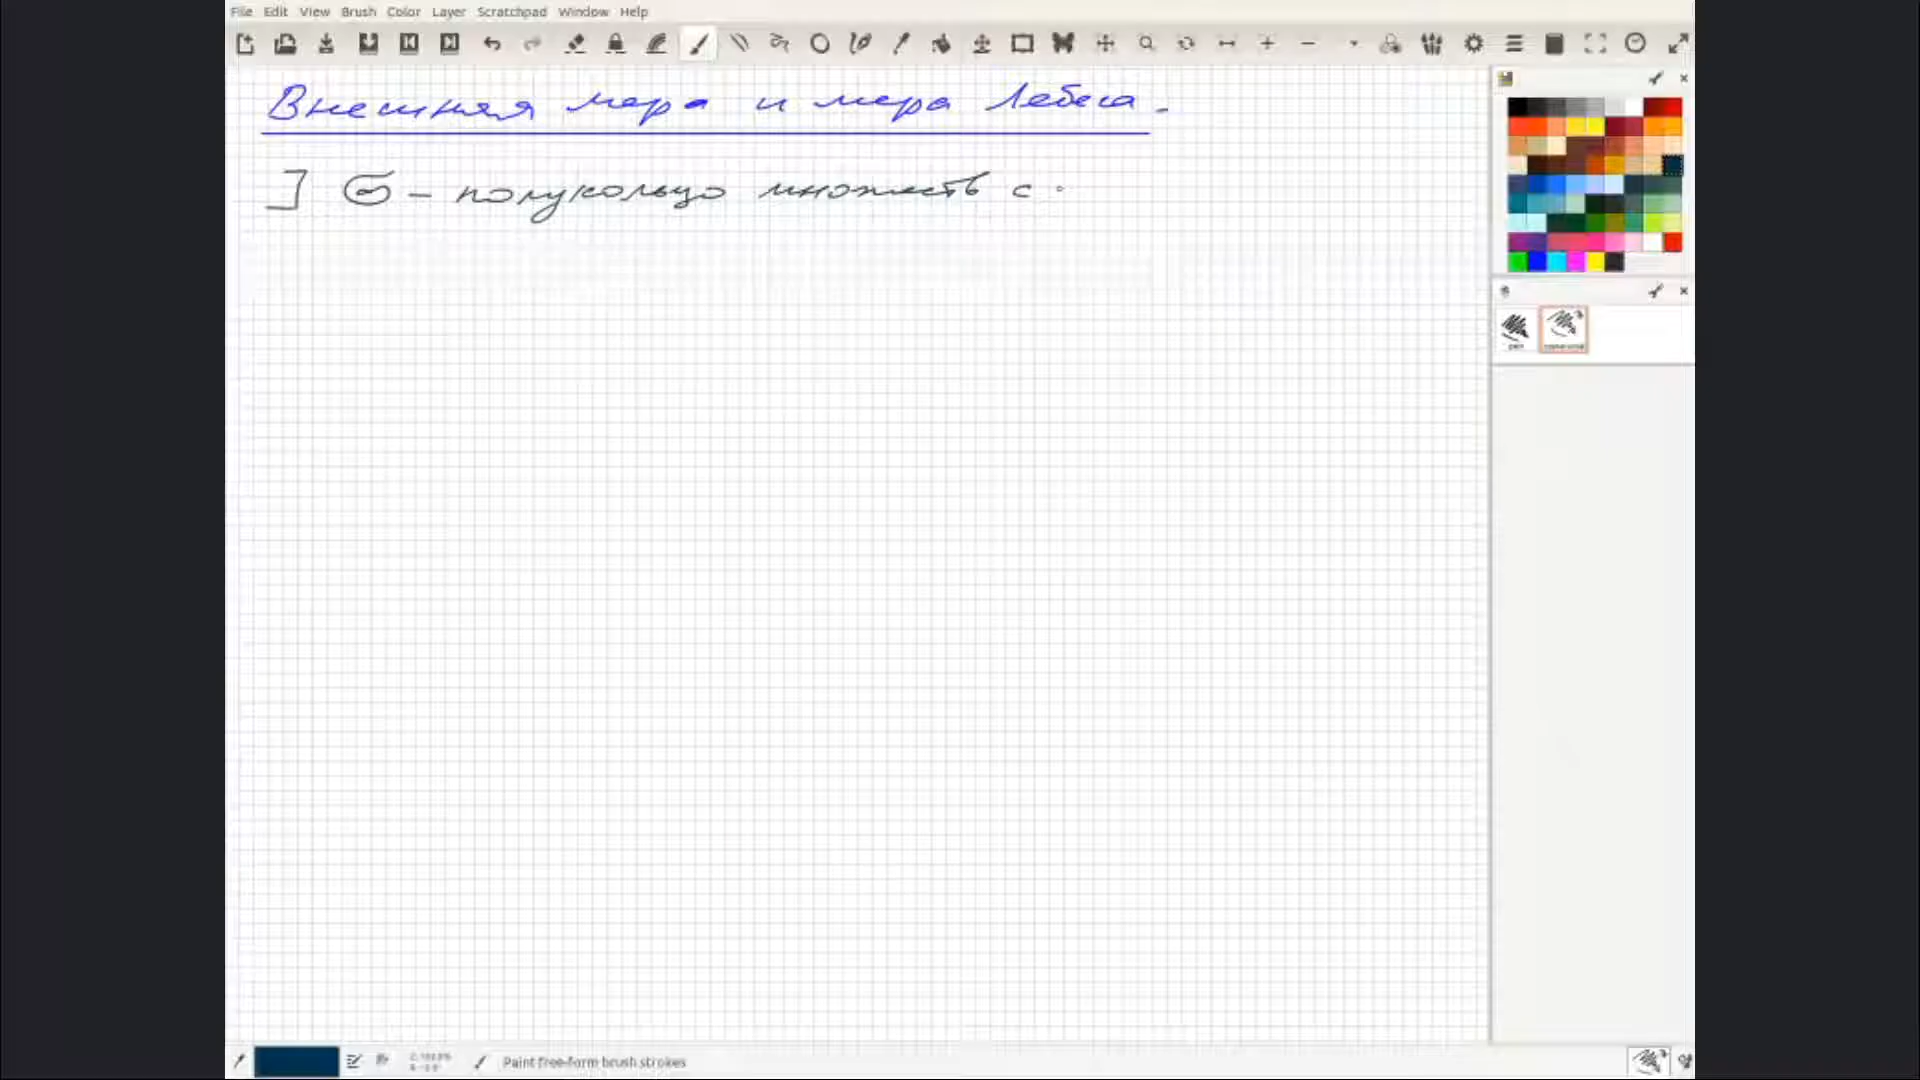 File Edit View Brush Color Layer Scratchpad Window Help
Внешняя мера и мера Лебега.
] G - полукольцо множеств с
Paint free-form brush strokes